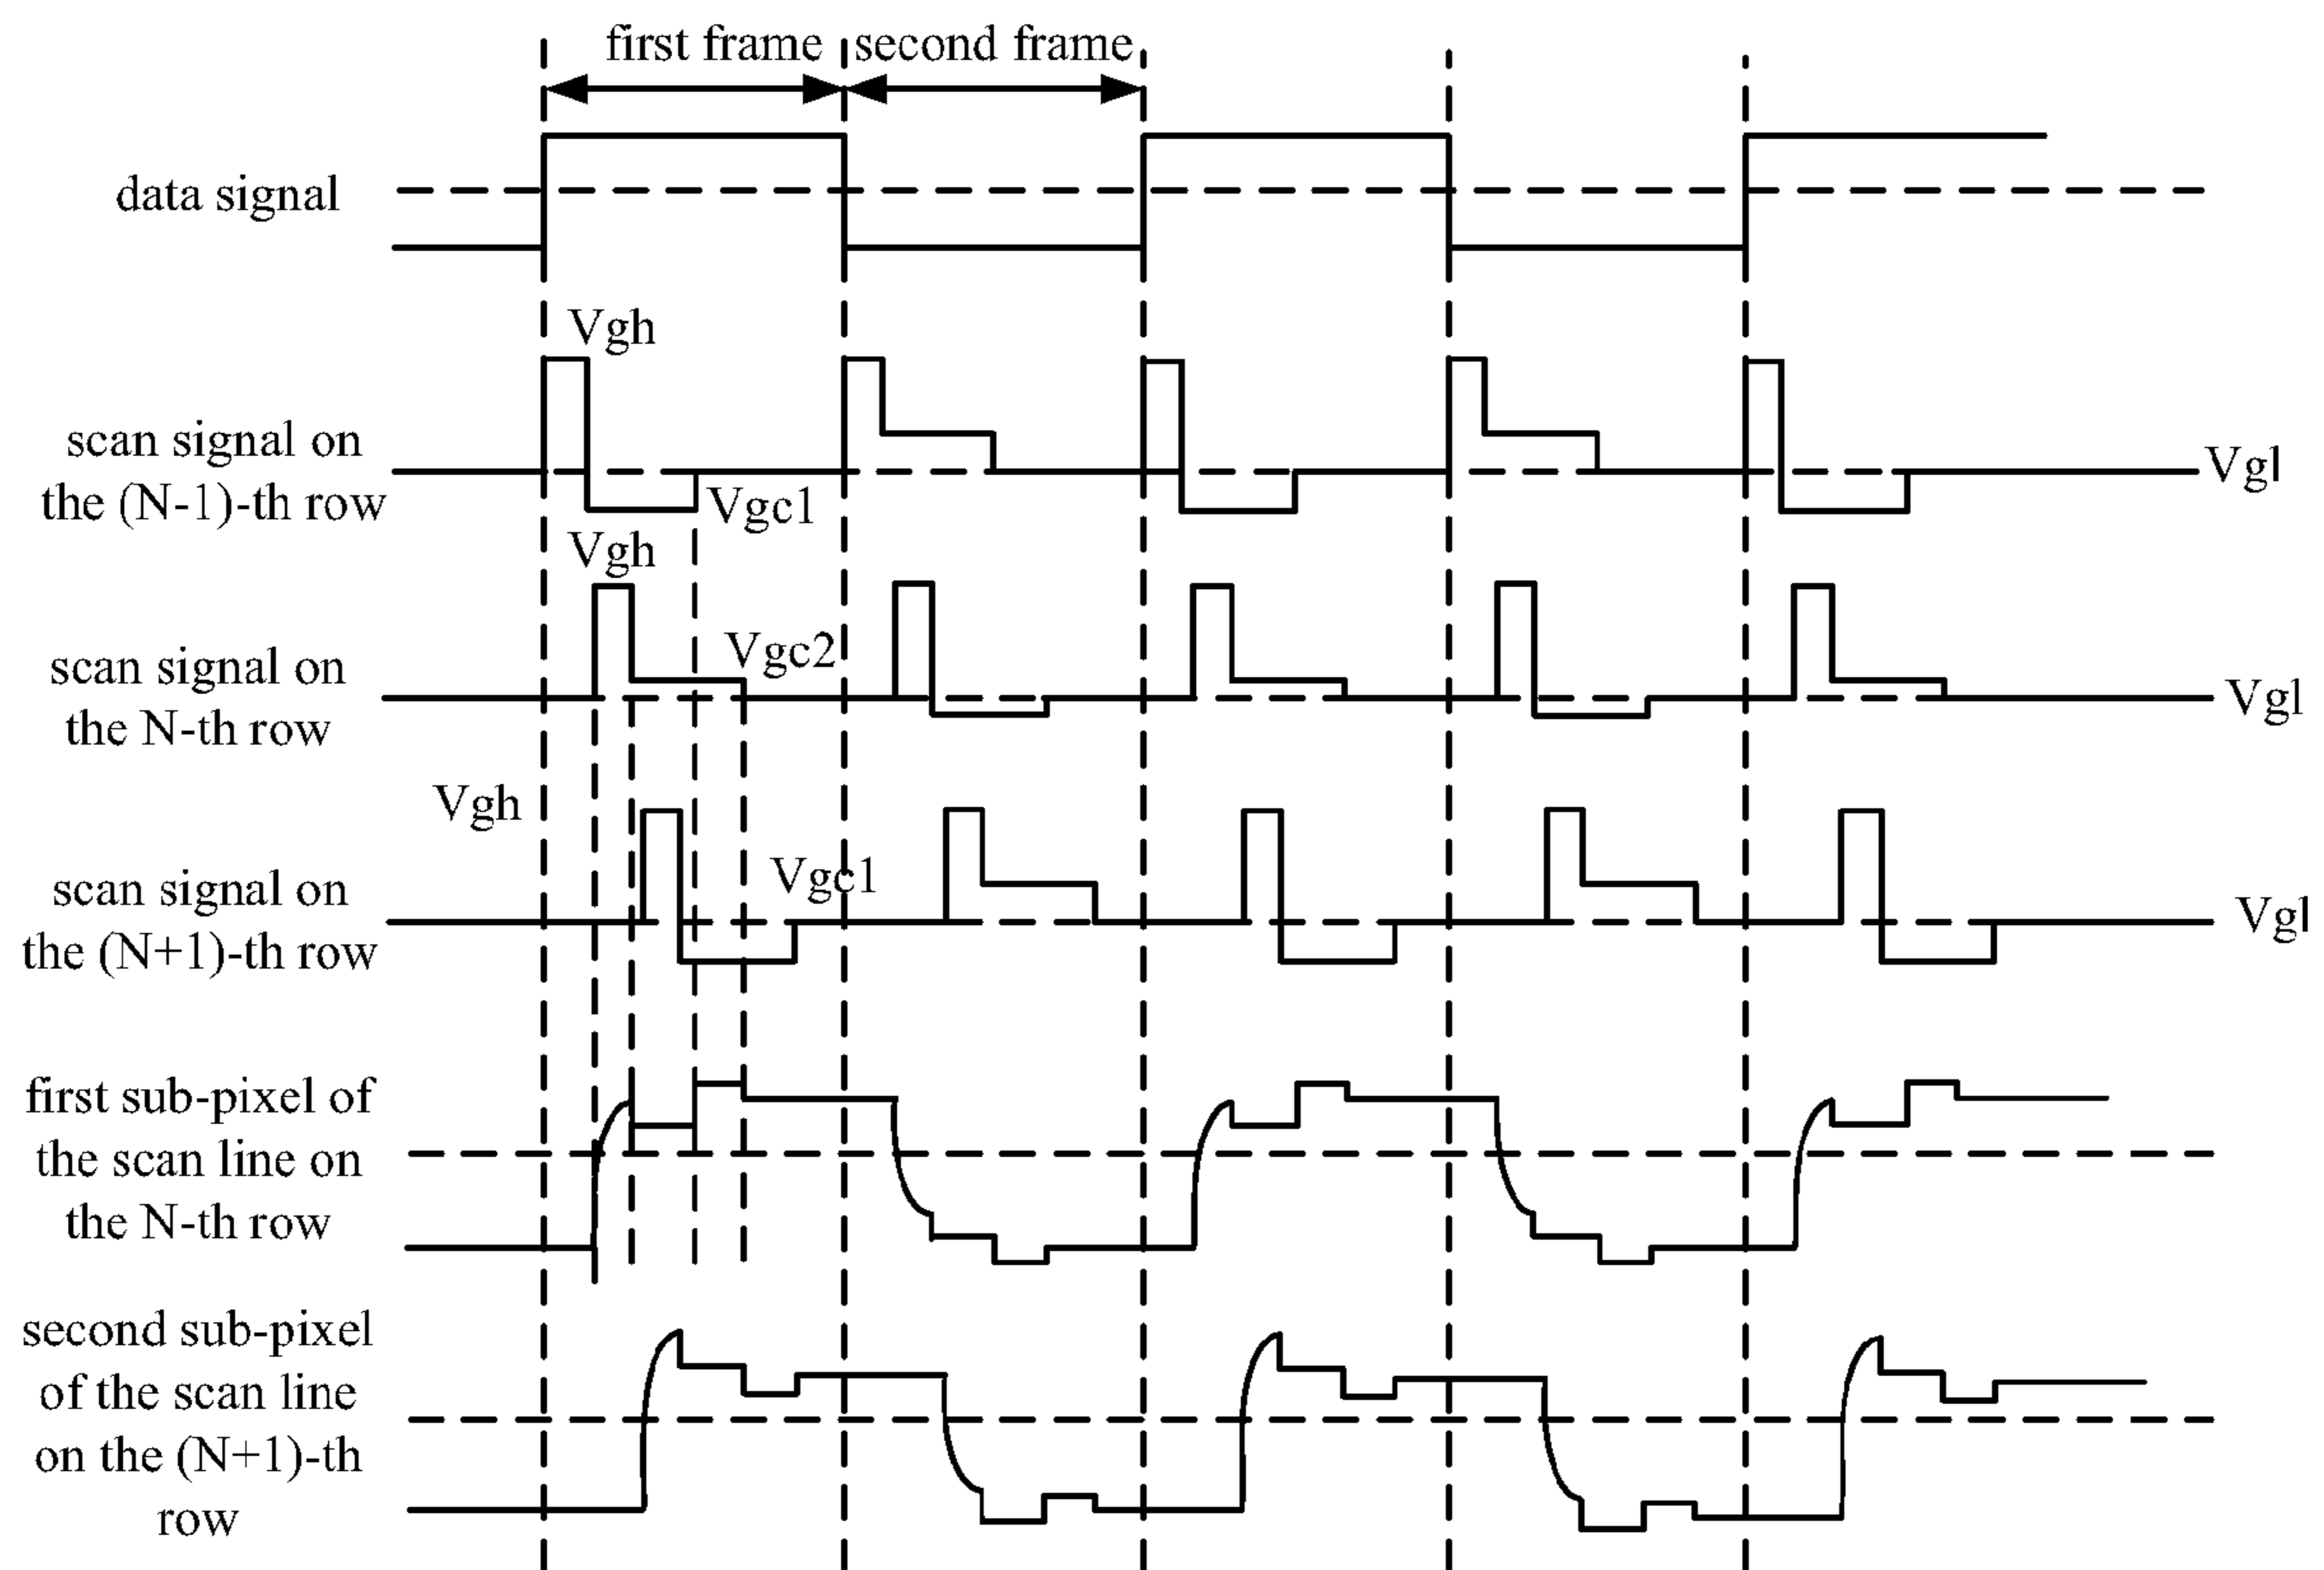 first frame
second frame
data signal
Vgh
scan signal on
the (N-1)-th row
Vgc1
Vgl
Vgh
scan signal on
the N-th row
Vgc2
Vgl
Vgh
scan signal on
the (N+1)-th row
Vgc1
Vgl
first sub-pixel of
the scan line on
the N-th row
second sub-pixel
of the scan line
on the (N+1)-th
row